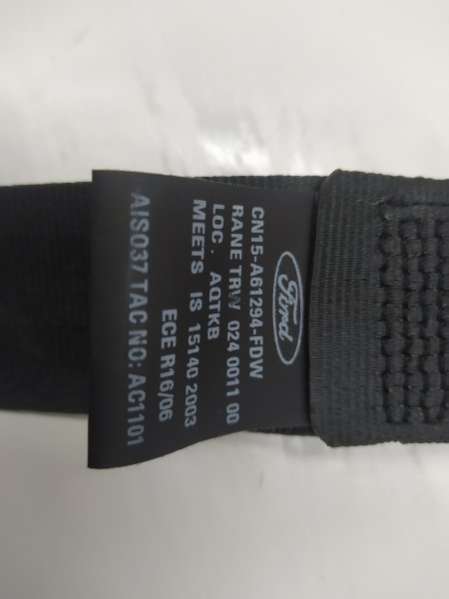 Ford
CN15-A61294-FDW
RANE TRW 024 0011 00
LOC. AQTKB
MEETS IS 15140 2003
ECE R16/06
AIS037 TAC NO: AC1101